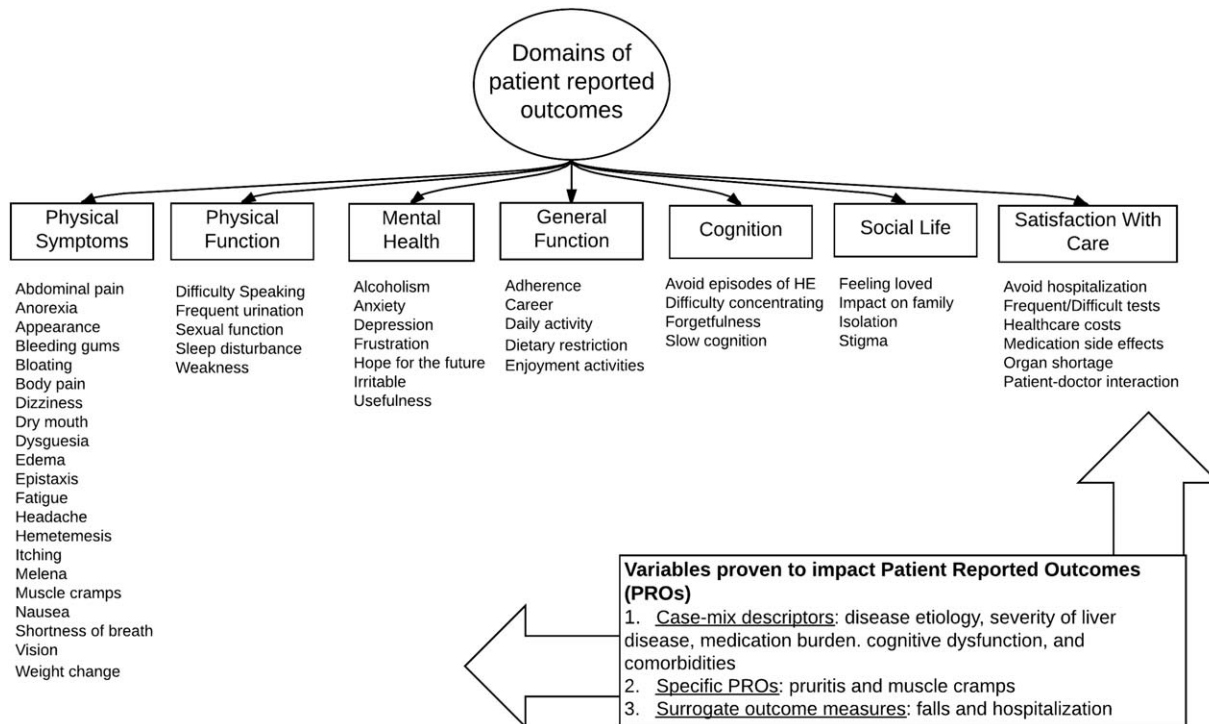 Domains of
patient reported
outcomes
Physical
Symptoms
Physical
Function
Mental
Health
General
Function
Cognition
Social Life
Satisfaction With
Care
Abdominal pain
Anorexia
Appearance
Bleeding gums
Bloating
Body pain
Dizziness
Dry mouth
Dysguesia
Edema
Epistaxis
Fatigue
Headache
Hemetemesis
Itching
Melena
Muscle cramps
Nausea
Shortness of breath
Vision
Weight change
Difficulty Speaking
Frequent urination
Sexual function
Sleep disturbance
Weakness
Alcoholism
Anxiety
Depression
Frustration
Hope for the future
Irritable
Usefulness
Adherence
Career
Daily activity
Dietary restriction
Enjoyment activities
Avoid episodes of HE
Difficulty concentrating
Forgetfulness
Slow cognition
Feeling loved
Impact on family
Isolation
Stigma
Avoid hospitalization
Frequent/Difficult tests
Healthcare costs
Medication side effects
Organ shortage
Patient-doctor interaction
Variables proven to impact Patient Reported Outcomes
(PROs)
1. Case-mix descriptors: disease etiology, severity of liver
disease, medication burden. cognitive dysfunction, and
comorbidities
2. Specific PROs: pruritis and muscle cramps
3. Surrogate outcome measures: falls and hospitalization